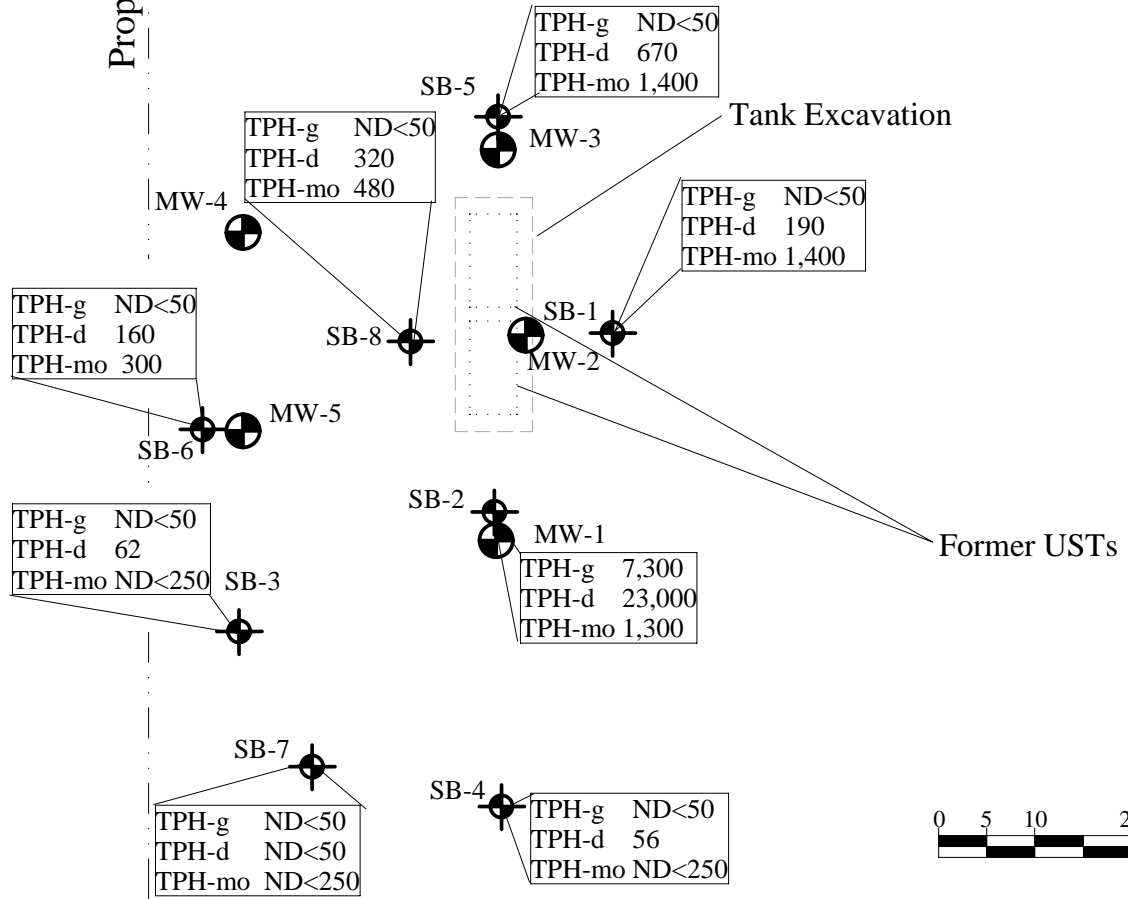 Prop
TPH-g ND<50
TPH-d 670
TPH-mo 1,400
SB-5
MW-3
Tank Excavation
TPH-g ND<50
TPH-d 320
TPH-mo 480
MW-4
TPH-g ND<50
TPH-d 190
TPH-mo 1,400
TPH-g ND<50
TPH-d 160
TPH-mo 300
SB-8
SB-1
MW-2
MW-5
SB-6
SB-2
MW-1
TPH-g ND<50
TPH-d 62
TPH-mo ND<250
SB-3
Former USTs
TPH-g 7,300
TPH-d 23,000
TPH-mo 1,300
SB-7
TPH-g ND<50
TPH-d ND<50
TPH-mo ND<250
SB-4
TPH-g ND<50
TPH-d 56
TPH-mo ND<250
0 5 10 2